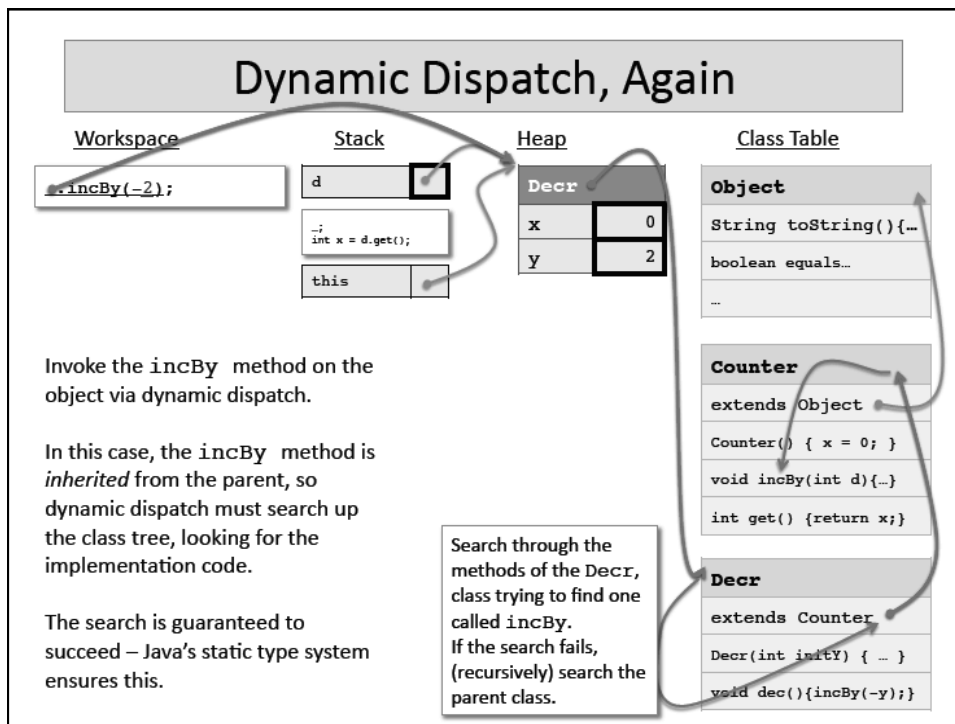 Dynamic Dispatch, Again
Workspace
Stack
Heap
Class Table
.incBy(-2);
d
_;
int x = d.get();
this
Decr
x 0
y 2
Object
String toString(){…
boolean equals…
…
Counter
extends Object
Counter() { x = 0; }
void incBy(int d){…}
int get() {return x;}
Decr
extends Counter
Decr(int initY) { … }
void dec(){incBy(-y);}
Invoke the incBy method on the
object via dynamic dispatch.
In this case, the incBy method is
inherited from the parent, so
dynamic dispatch must search up
the class tree, looking for the
implementation code.
The search is guaranteed to
succeed – Java's static type system
ensures this.
Search through the
methods of the Decr,
class trying to find one
called incBy.
If the search fails,
(recursively) search the
parent class.